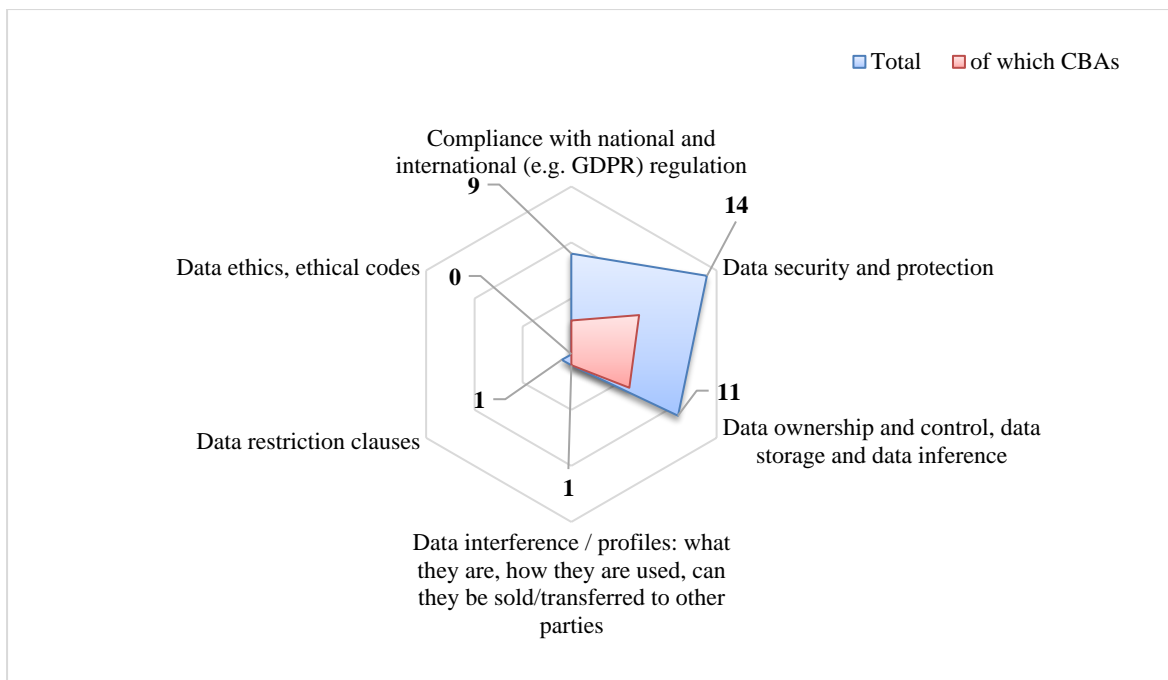 Total of which CBAs
Compliance with national and
international (e.g. GDPR) regulation
9
14
Data ethics, ethical codes
0
Data security and protection
1
11
Data restriction clauses
Data ownership and control, data
storage and data inference
1
Data interference / profiles: what
they are, how they are used, can
they be sold/transferred to other
parties